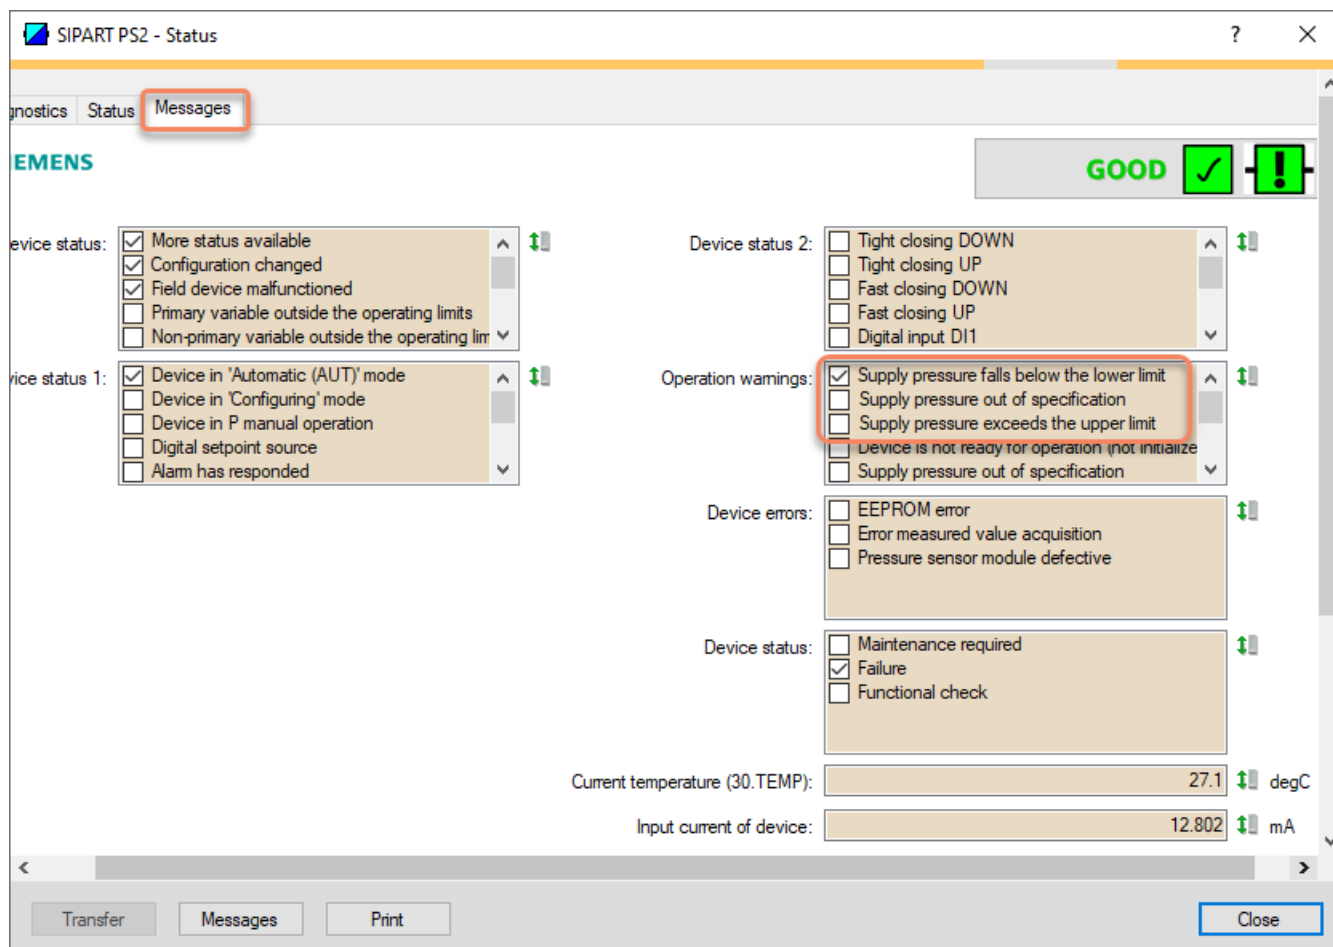 SIPART PS2 - Status
?
gnostics Status Messages
IEMENS
GOOD
evice status:
More status available
Configuration changed
Field device malfunctioned
Primary variable outside the operating limits
Non-primary variable outside the operating lim
Device status 2:
Tight closing DOWN
Tight closing UP
Fast closing DOWN
Fast closing UP
Digital input DI1
vice status 1:
Device in 'Automatic (AUT)' mode
Device in 'Configuring' mode
Device in P manual operation
Digital setpoint source
Alarm has responded
Operation warnings:
Supply pressure falls below the lower limit
Supply pressure out of specification
Supply pressure exceeds the upper limit
Device is not ready for operation (not initialize
Supply pressure out of specification
Device errors:
EEPROM error
Error measured value acquisition
Pressure sensor module defective
Device status:
Maintenance required
Failure
Functional check
Current temperature (30.TEMP): 27.1 degC
Input current of device: 12.802 mA
Transfer Messages Print Close